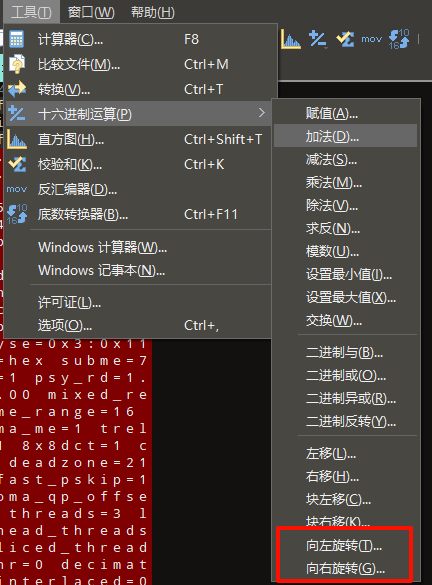 工具(T) 窗口(W) 帮助(H)
计算器(C)... F8
比较文件(M)... Ctrl+M
转换(V)... Ctrl+T
十六进制运算(P)
直方图(H)... Ctrl+Shift+T
校验和(K)... Ctrl+K
mov 反汇编器(D)...
底数转换器(B)... Ctrl+F11
Windows 计算器(W)...
Windows 记事本(N)...
许可证(L)...
选项(O)... Ctrl+,
mov
赋值(A)...
加法(D)...
减法(S)...
乘法(M)...
除法(V)...
求反(N)...
模数(U)...
设置最小值(I)...
设置最大值(X)...
交换(W)...
二进制与(B)...
二进制或(O)...
二进制异或(R)...
二进制反转(Y)...
左移(L)...
右移(H)...
块左移(C)...
块右移(K)...
向左旋转(T)...
向右旋转(G)...
yse=0x3:0x11
=hex subme=7
=1 psy_rd=1.
.00 mixed_re
me_range=16
ma_me=1 trel
1 8x8dct=1 c
deadzone=21
fast_pskip=1
oma_qp_offse
threads=3 l
head_threads
liced_thread
nr=0 decimat
interlaced=0